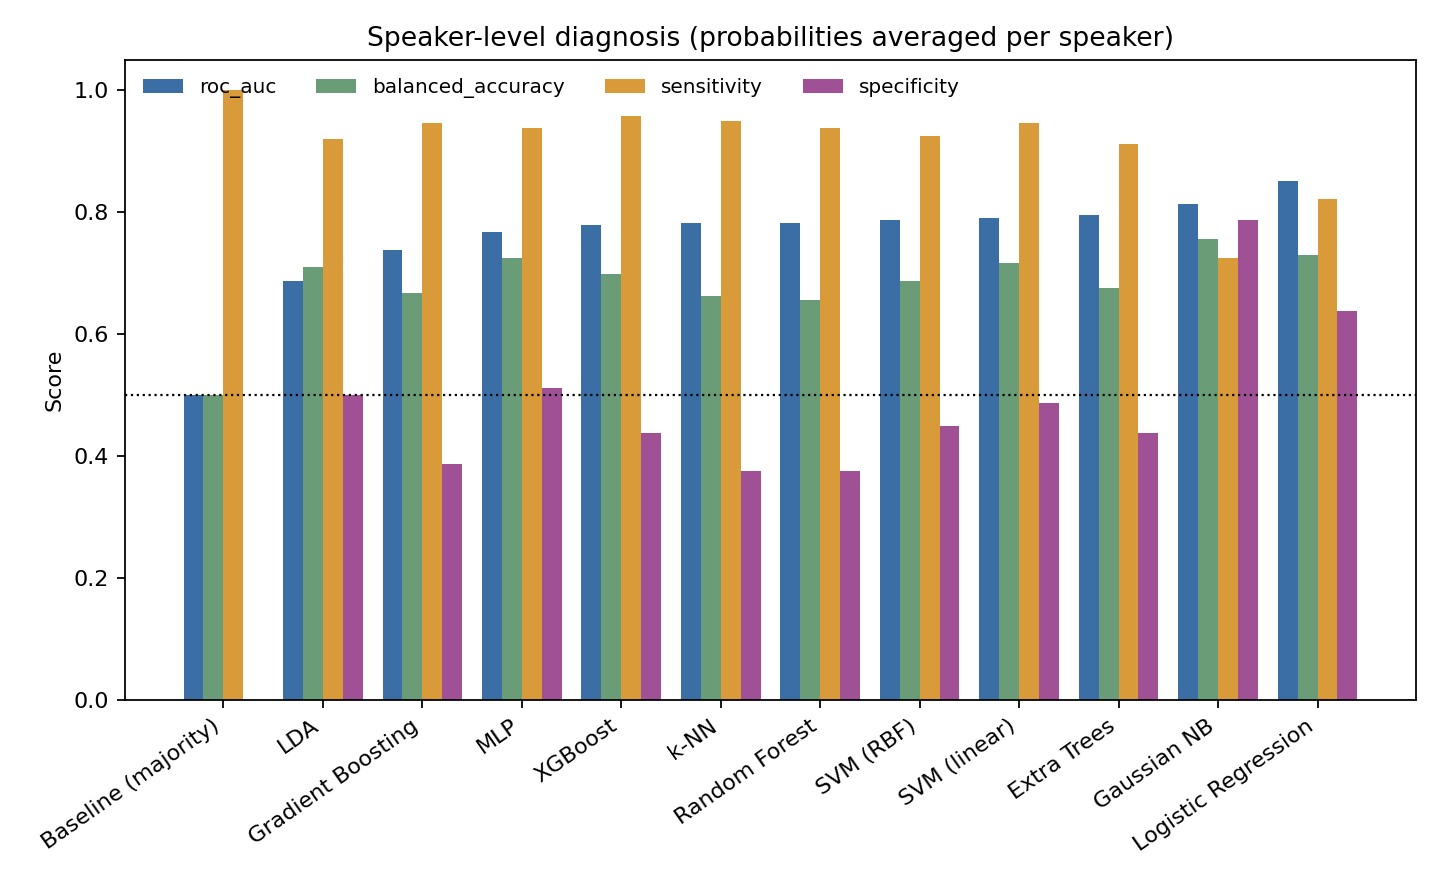 Speaker-level diagnosis (probabilities averaged per speaker)
roc_auc balanced_accuracy sensitivity specificity
1.0
0.8
0.6
0.4
0.2
0.0
Score
Baseline (majority)
LDA
Gradient Boosting
MLP
XGBoost
k-NN
Random Forest
SVM (RBF)
SVM (linear)
Extra Trees
Gaussian NB
Logistic Regression